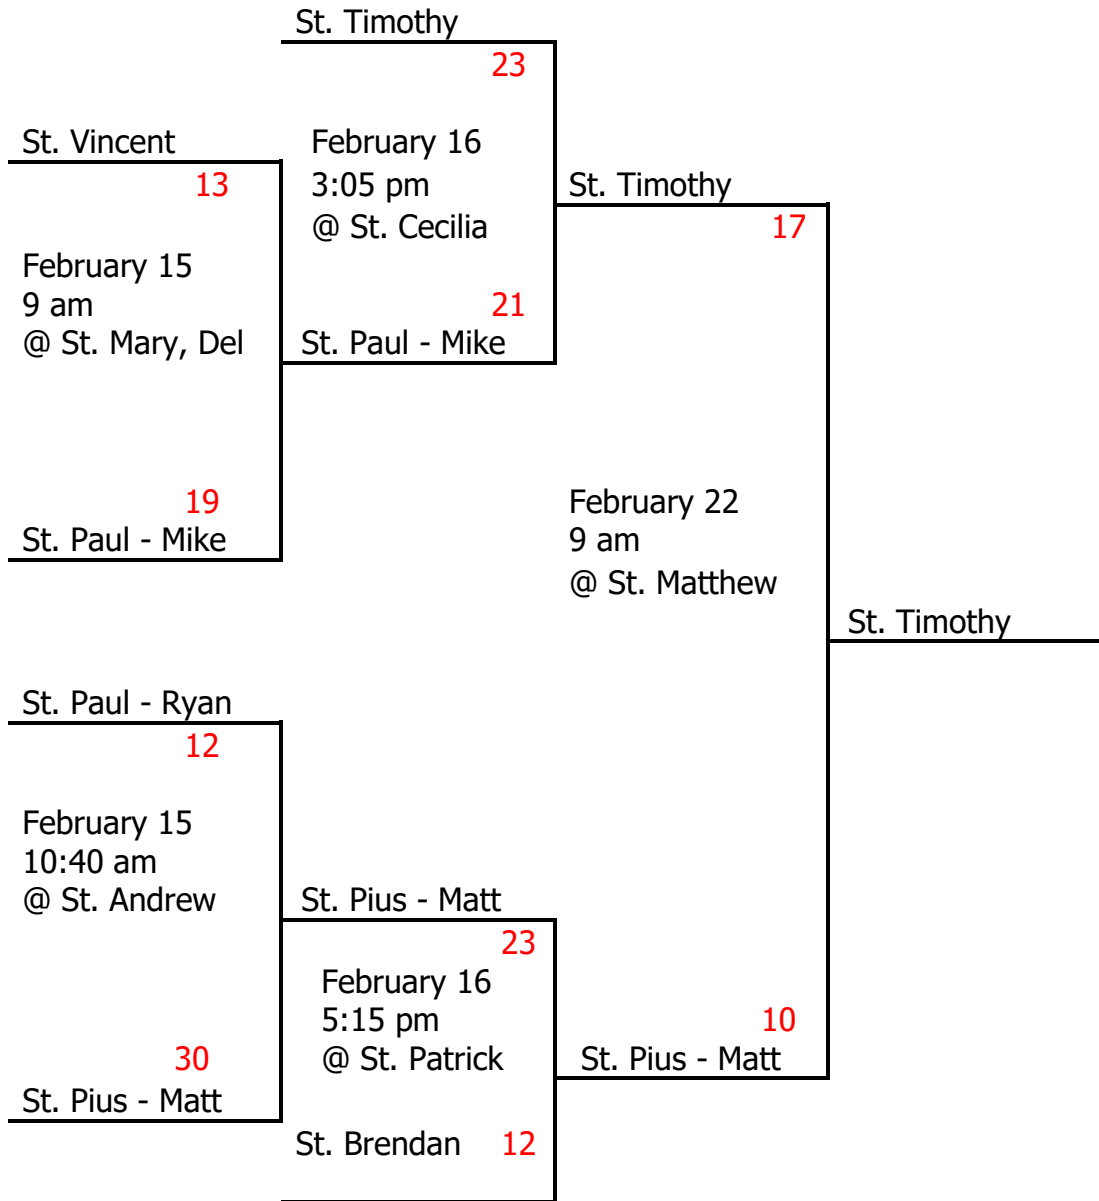 St. Timothy
23
St. Vincent
13
February 16
3:05 pm
@ St. Cecilia
St. Timothy
17
February 15
9 am
@ St. Mary, Del
21
St. Paul - Mike
19
St. Paul - Mike
February 22
9 am
@ St. Matthew
St. Timothy
St. Paul - Ryan
12
February 15
10:40 am
@ St. Andrew
St. Pius - Matt
23
February 16
5:15 pm
@ St. Patrick
10
St. Pius - Matt
30
St. Pius - Matt
St. Brendan 12